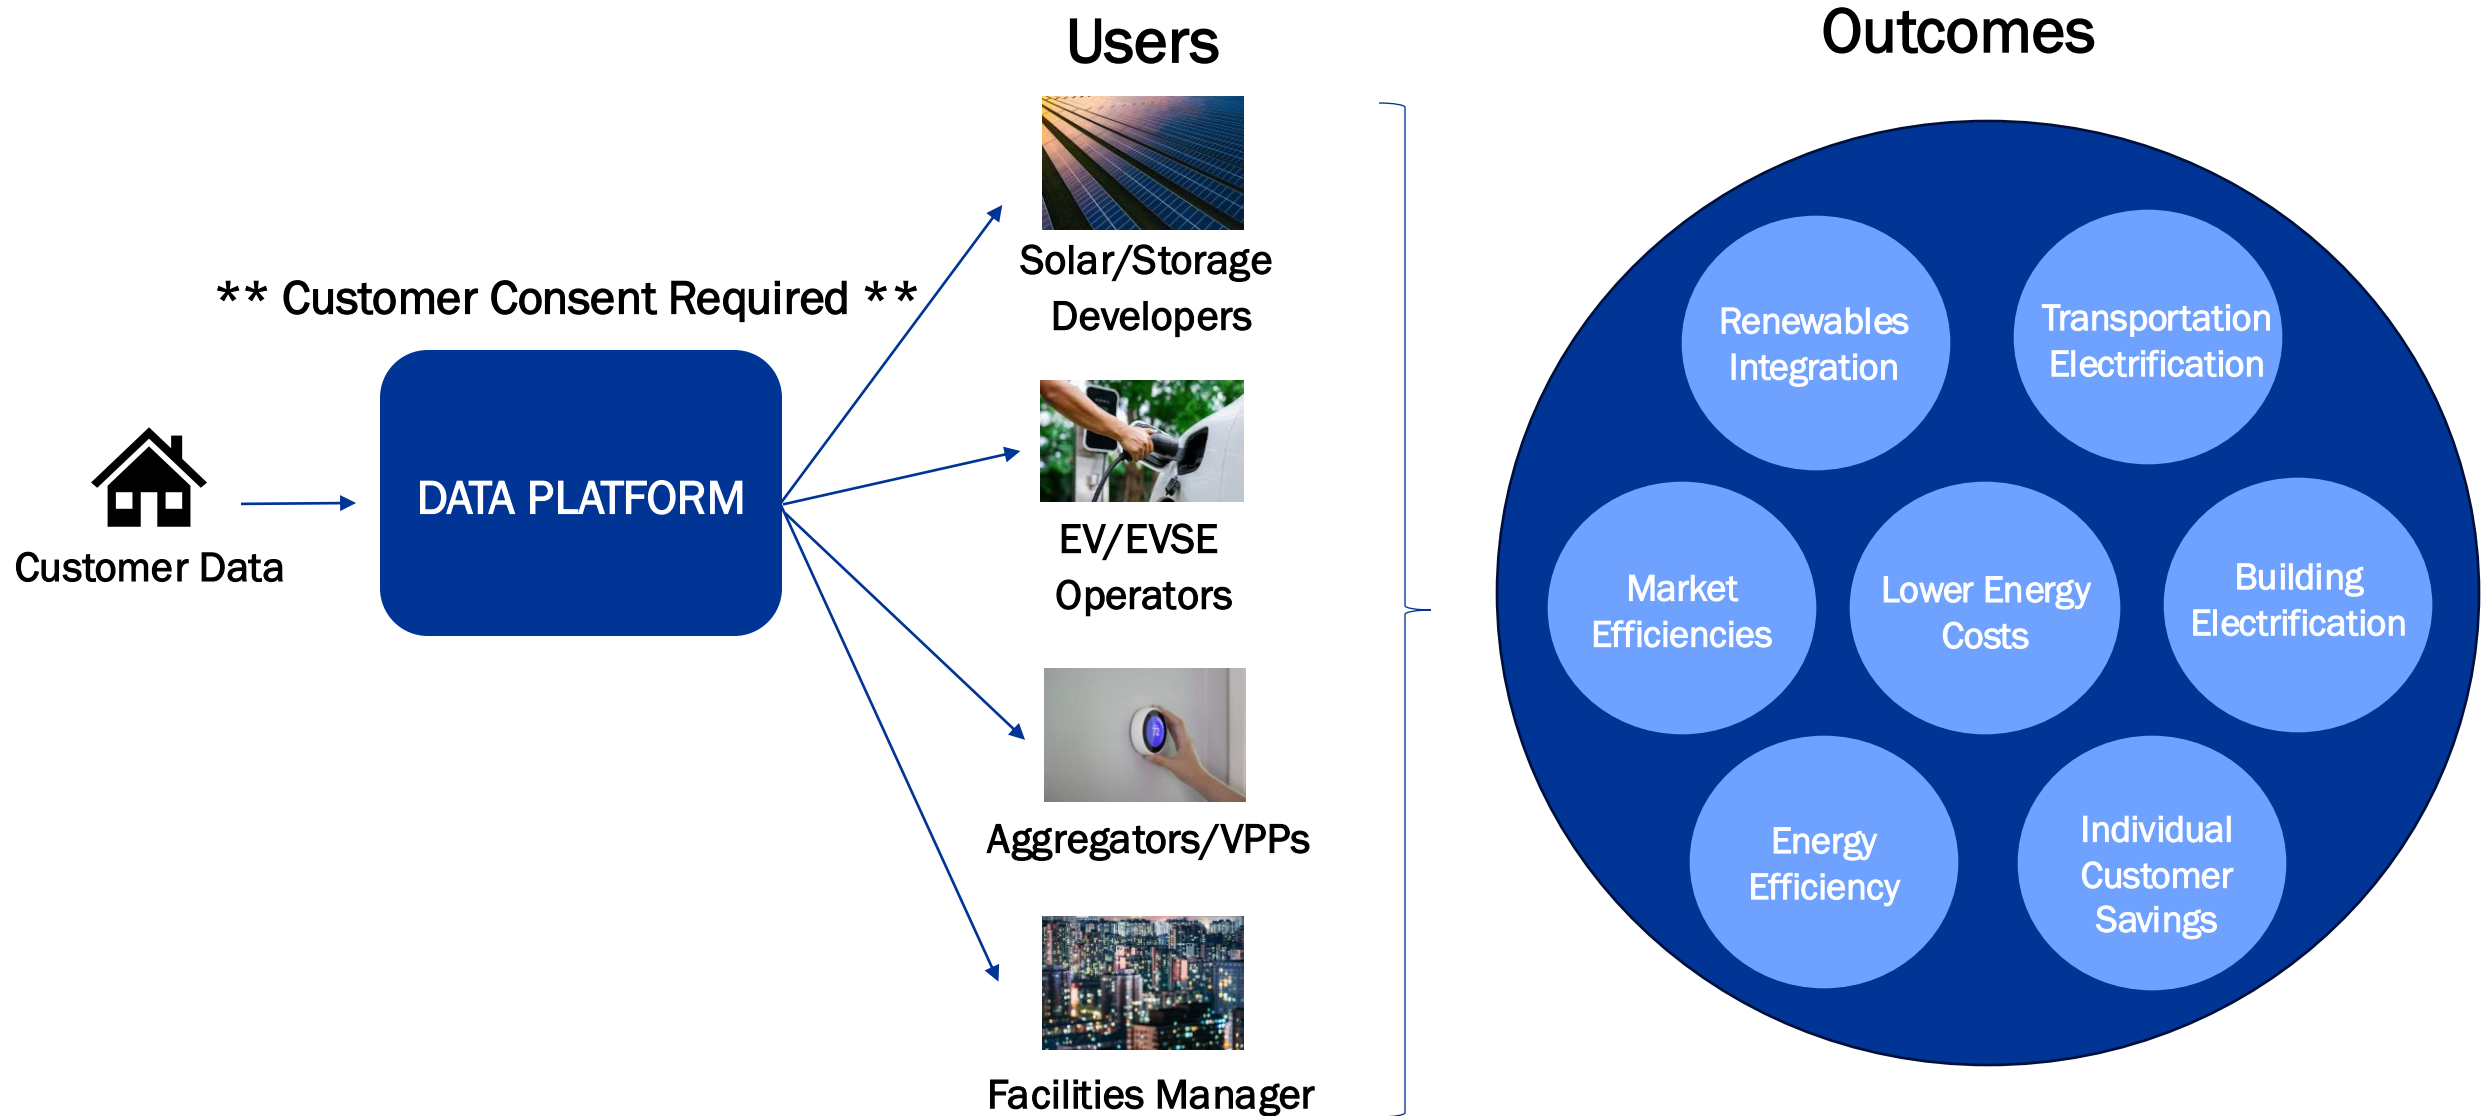 Users
Outcomes
Solar/Storage
Developers
** Customer Consent Required **
DATA PLATFORM
Customer Data
EV/EVSE
Operators
72
Aggregators/VPPs
Facilities Manager
Renewables
Integration
Transportation
Electrification
Market
Efficiencies
Lower Energy
Costs
Building
Electrification
Energy
Efficiency
Individual
Customer
Savings